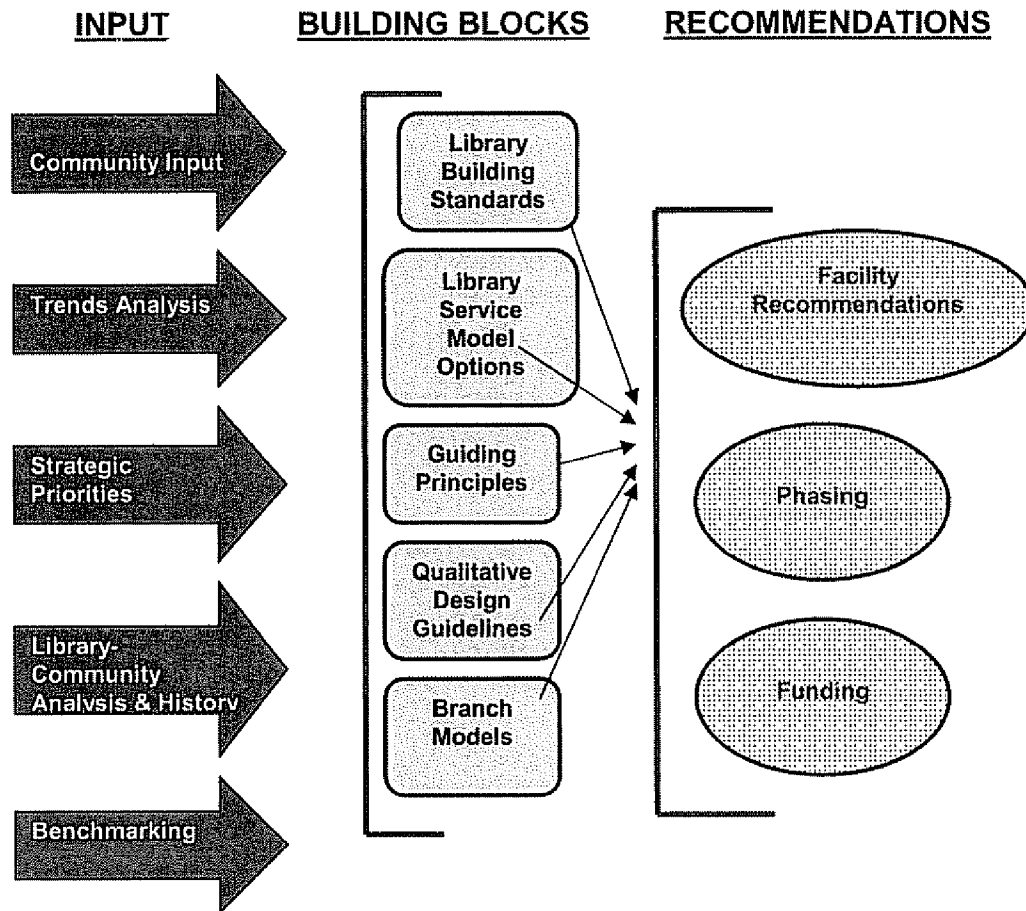 INPUT
BUILDING BLOCKS
RECOMMENDATIONS
Community Input
Trends Analysis
Strategic
Priorities
Library-
Community
Analysis & History
Benchmarking
Library
Building
Standards
Library
Service
Model
Options
Guiding
Principles
Qualitative
Design
Guidelines
Branch
Models
Facility
Recommendations
Phasing
Funding